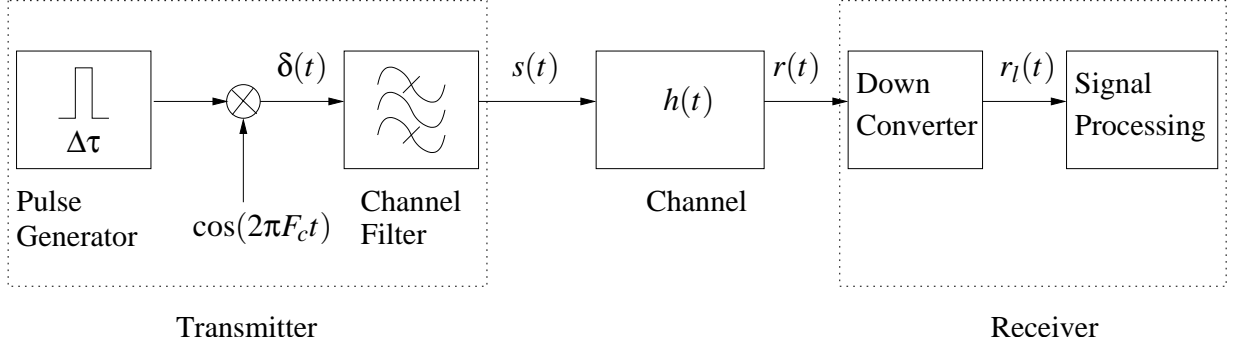 Δτ
Pulse
Generator
cos(2πF_c t)
δ(t)
Channel
Filter
s(t)
h(t)
Channel
r(t)
Down
Converter
r_l(t)
Signal
Processing
Transmitter
Receiver